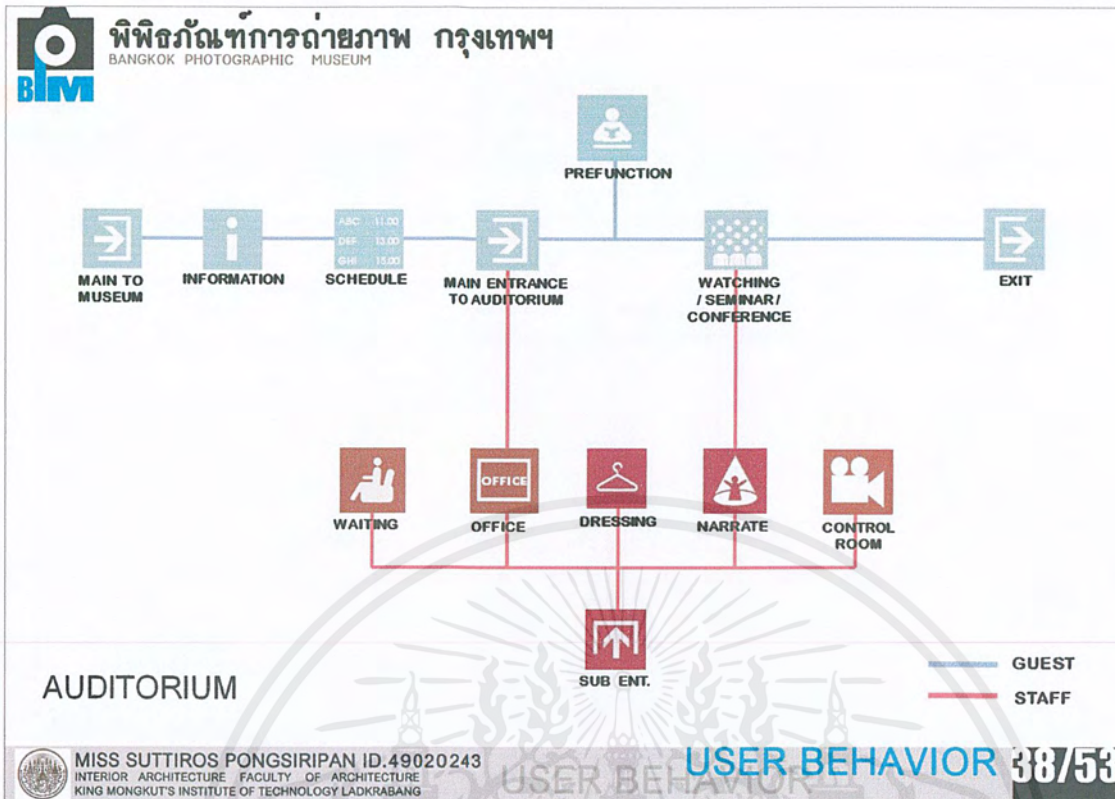 พิพิธภัณฑ์การถ่ายภาพ กรุงเทพฯ
BANGKOK PHOTOGRAPHIC MUSEUM
BPM
PREFUNCTION
ABC 11.00
DEF 13.00
GHI 15.00
MAIN TO
MUSEUM
INFORMATION
SCHEDULE
MAIN ENTRANCE
TO AUDITORIUM
WATCHING
/ SEMINAR /
CONFERENCE
EXIT
OFFICE
WAITING
OFFICE
DRESSING
NARRATE
CONTROL
ROOM
SUB ENT.
AUDITORIUM
GUEST
STAFF
MISS SUTTIROS PONGSIRIPAN ID.49020243
INTERIOR ARCHITECTURE FACULTY OF ARCHITECTURE
KING MONGKUT'S INSTITUTE OF TECHNOLOGY LADKRABANG
USER BEHAVIOR
USER BEHAVIOR
38/53